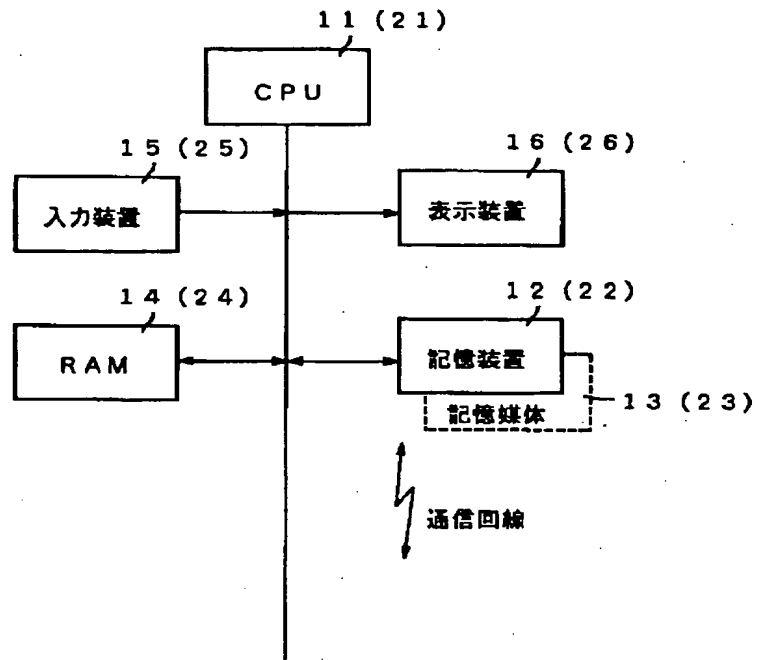 11(21)
CPU
15(25)
入力装置
16(26)
表示装置
14(24)
RAM
12(22)
記憶装置
記憶媒体
13(23)
通信回線